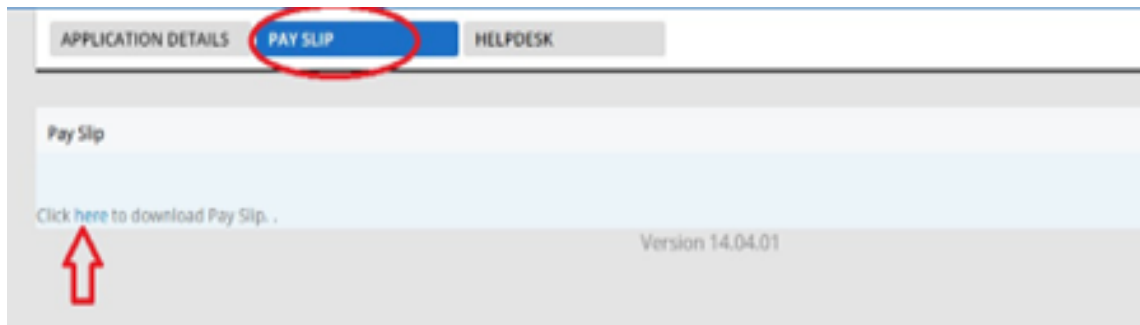 APPLICATION DETAILS PAY SLIP HELPDESK
Pay Slip
Click here to download Pay Slip. .
Version 14.04.01